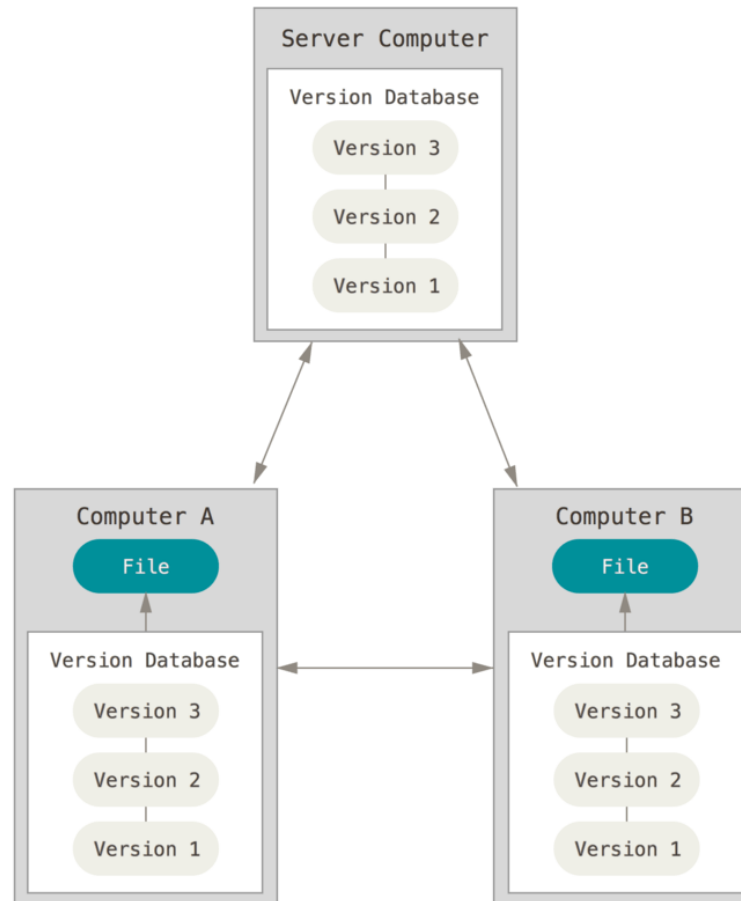 Server Computer
Version Database
Version 3
Version 2
Version 1
Computer A
File
Version Database
Version 3
Version 2
Version 1
Computer B
File
Version Database
Version 3
Version 2
Version 1